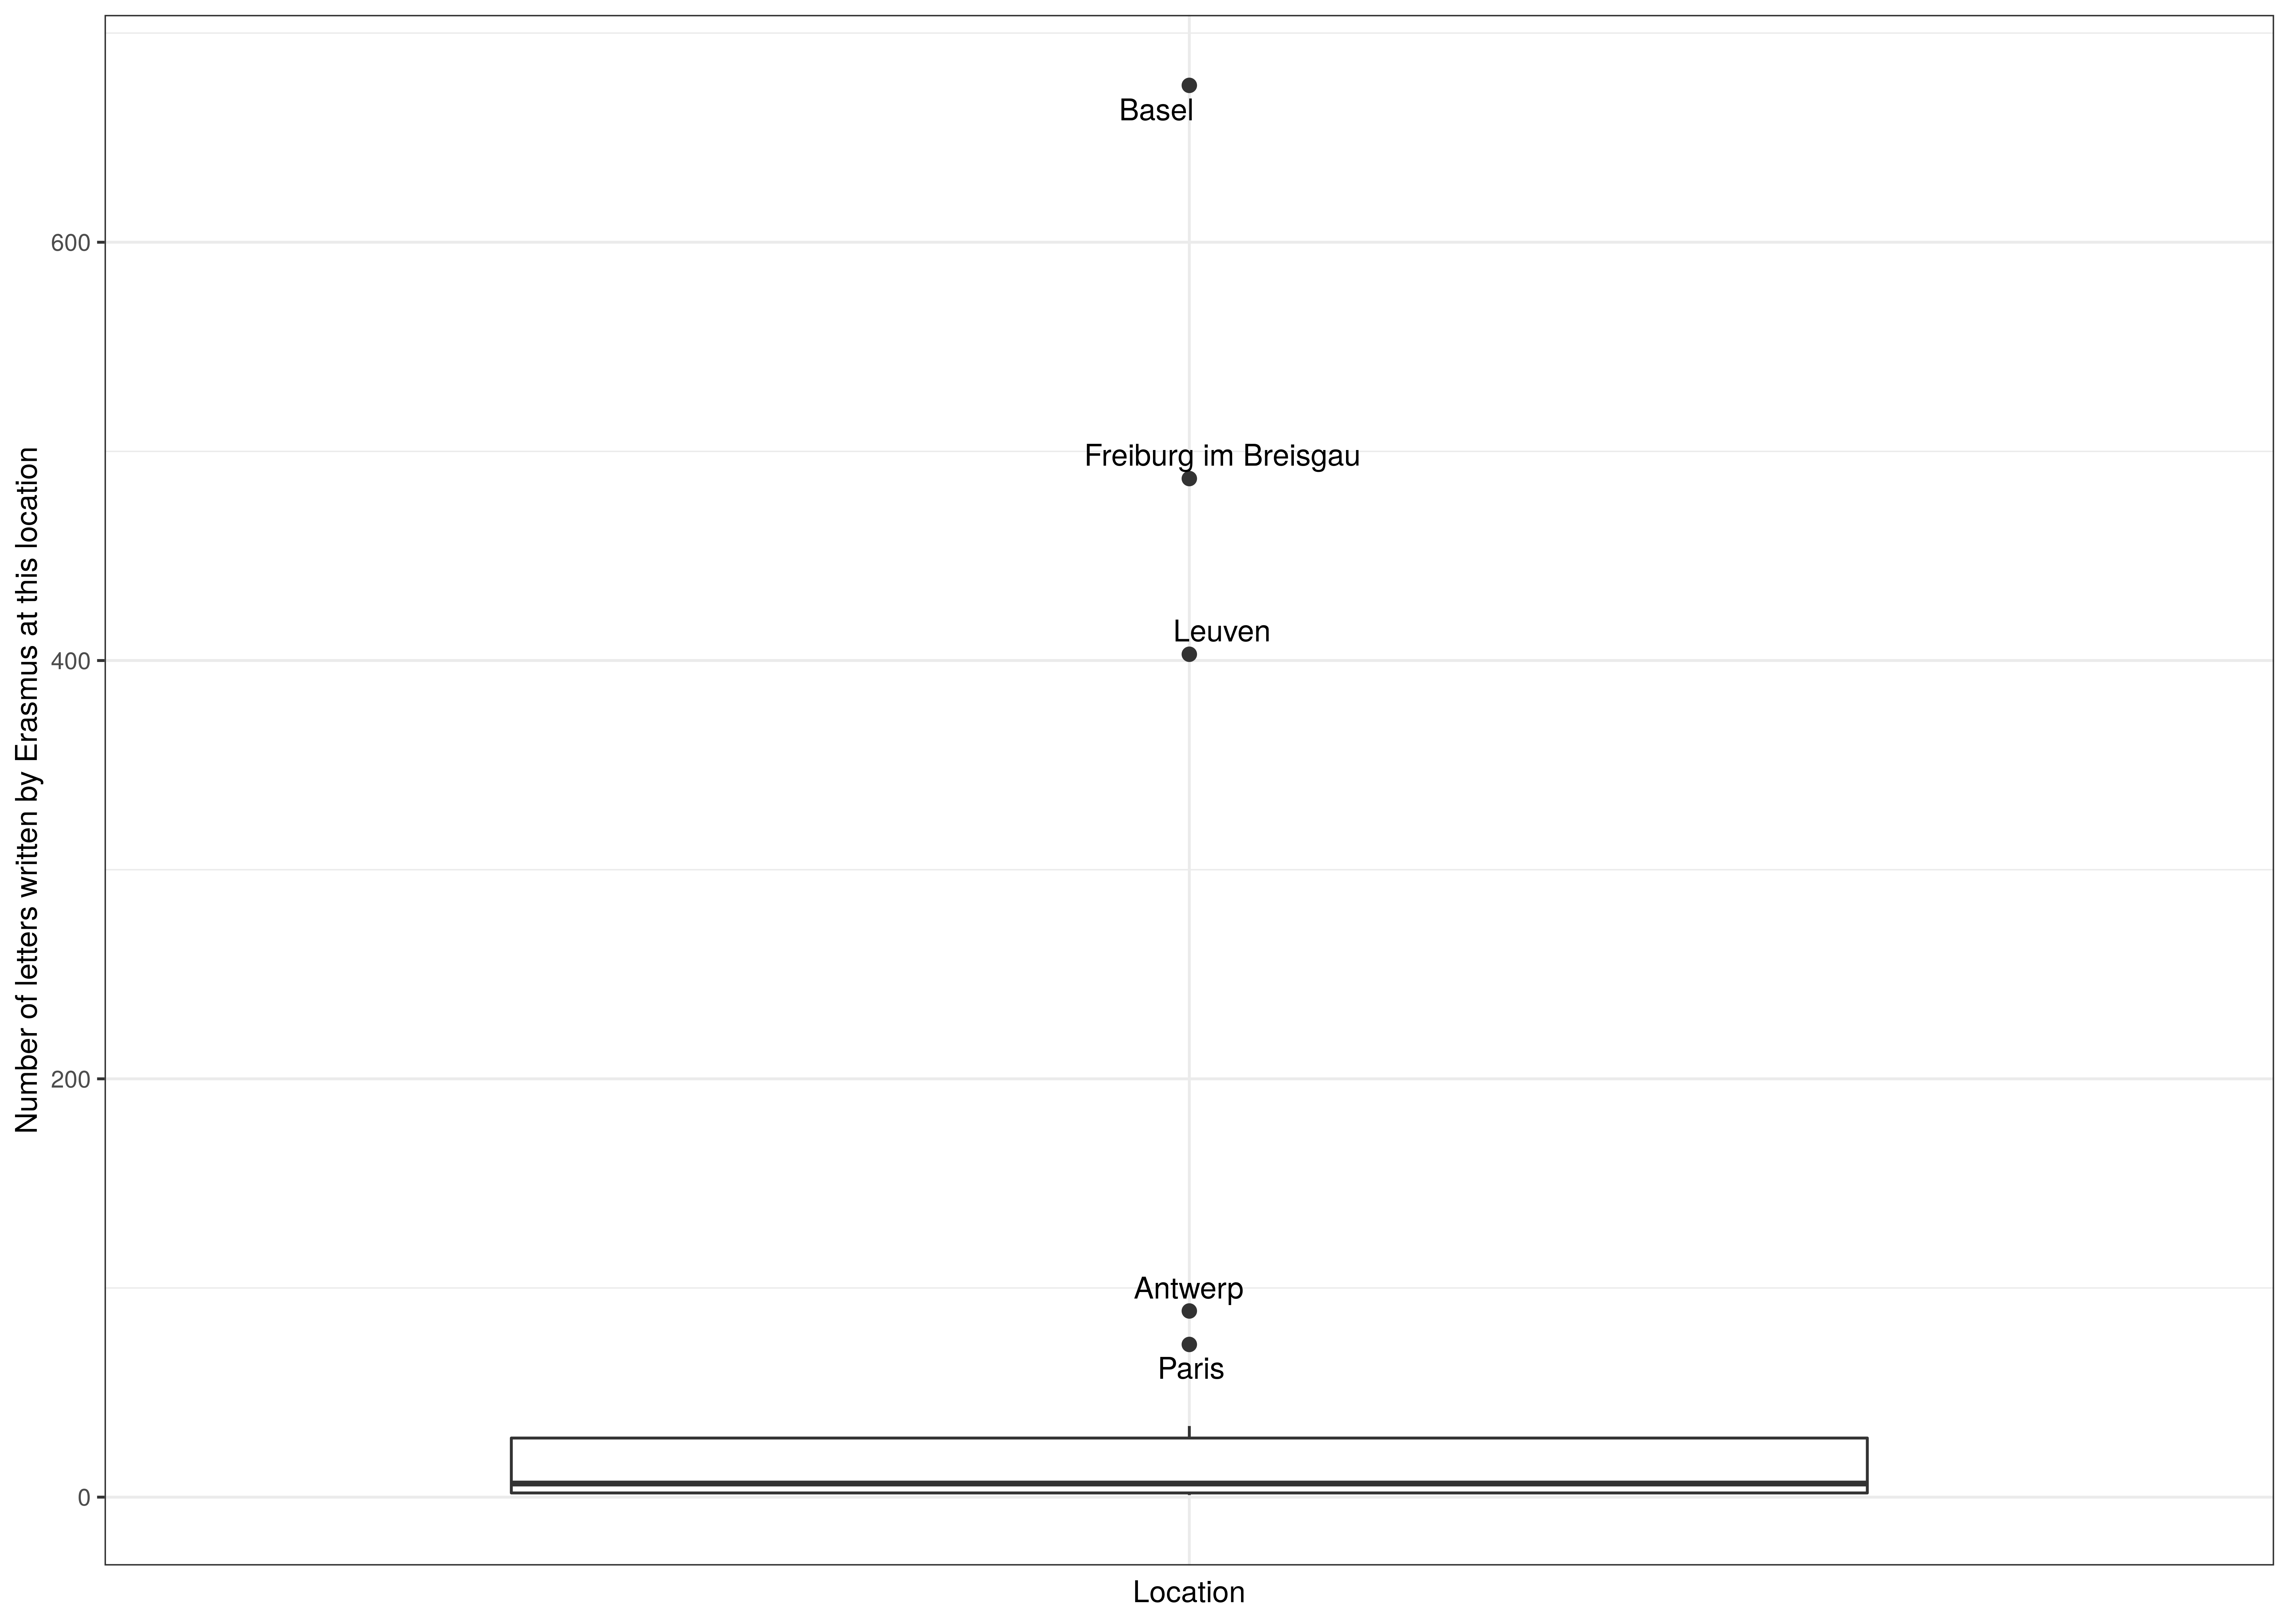 Number of letters written by Erasmus at this location
600
400
200
0
Basel
Freiburg im Breisgau
Leuven
Antwerp
Paris
Location